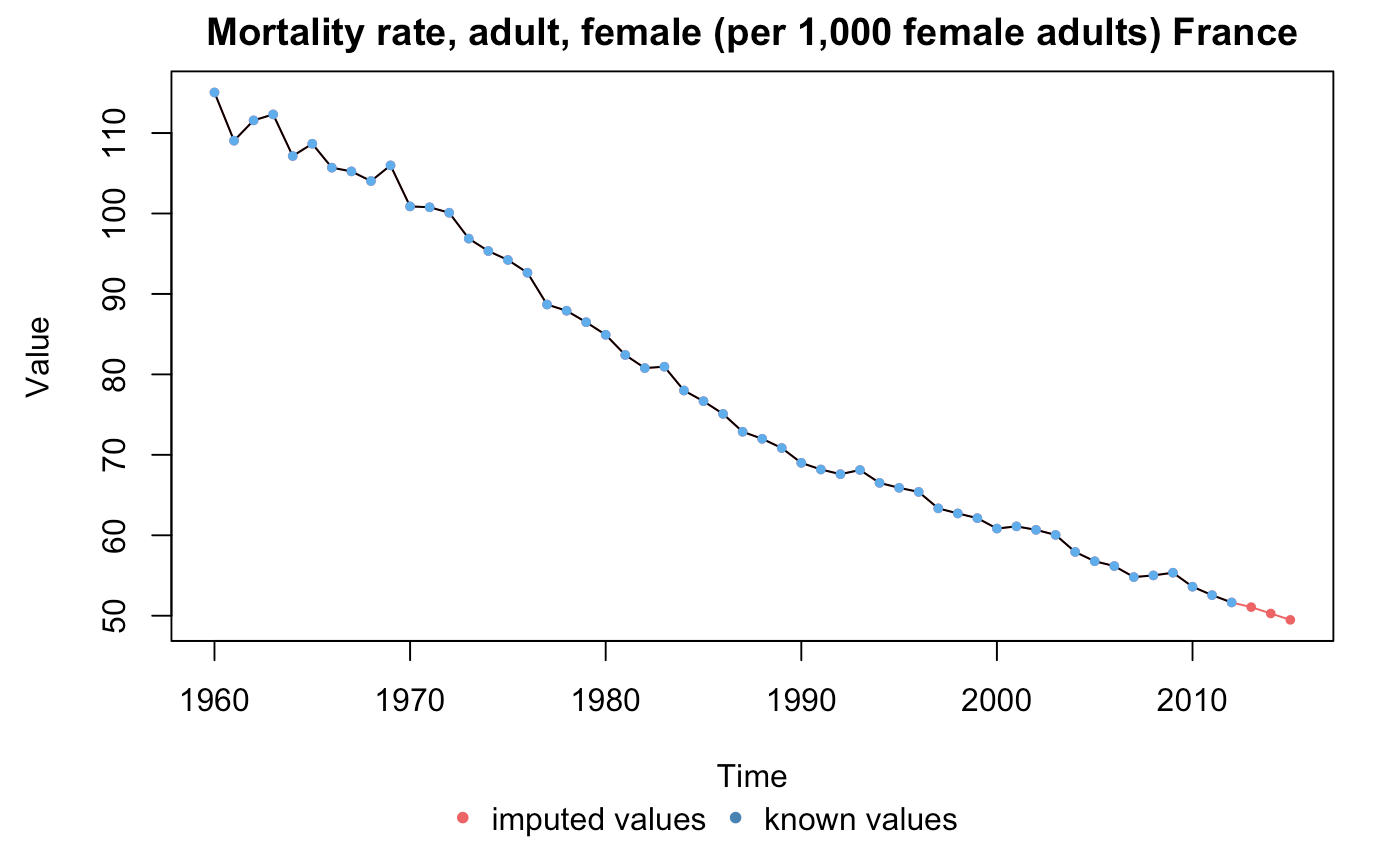 Mortality rate, adult, female (per 1,000 female adults) France
Value
110
100
90
80
70
60
50
1960 1970 1980 1990 2000 2010
Time
imputed values known values